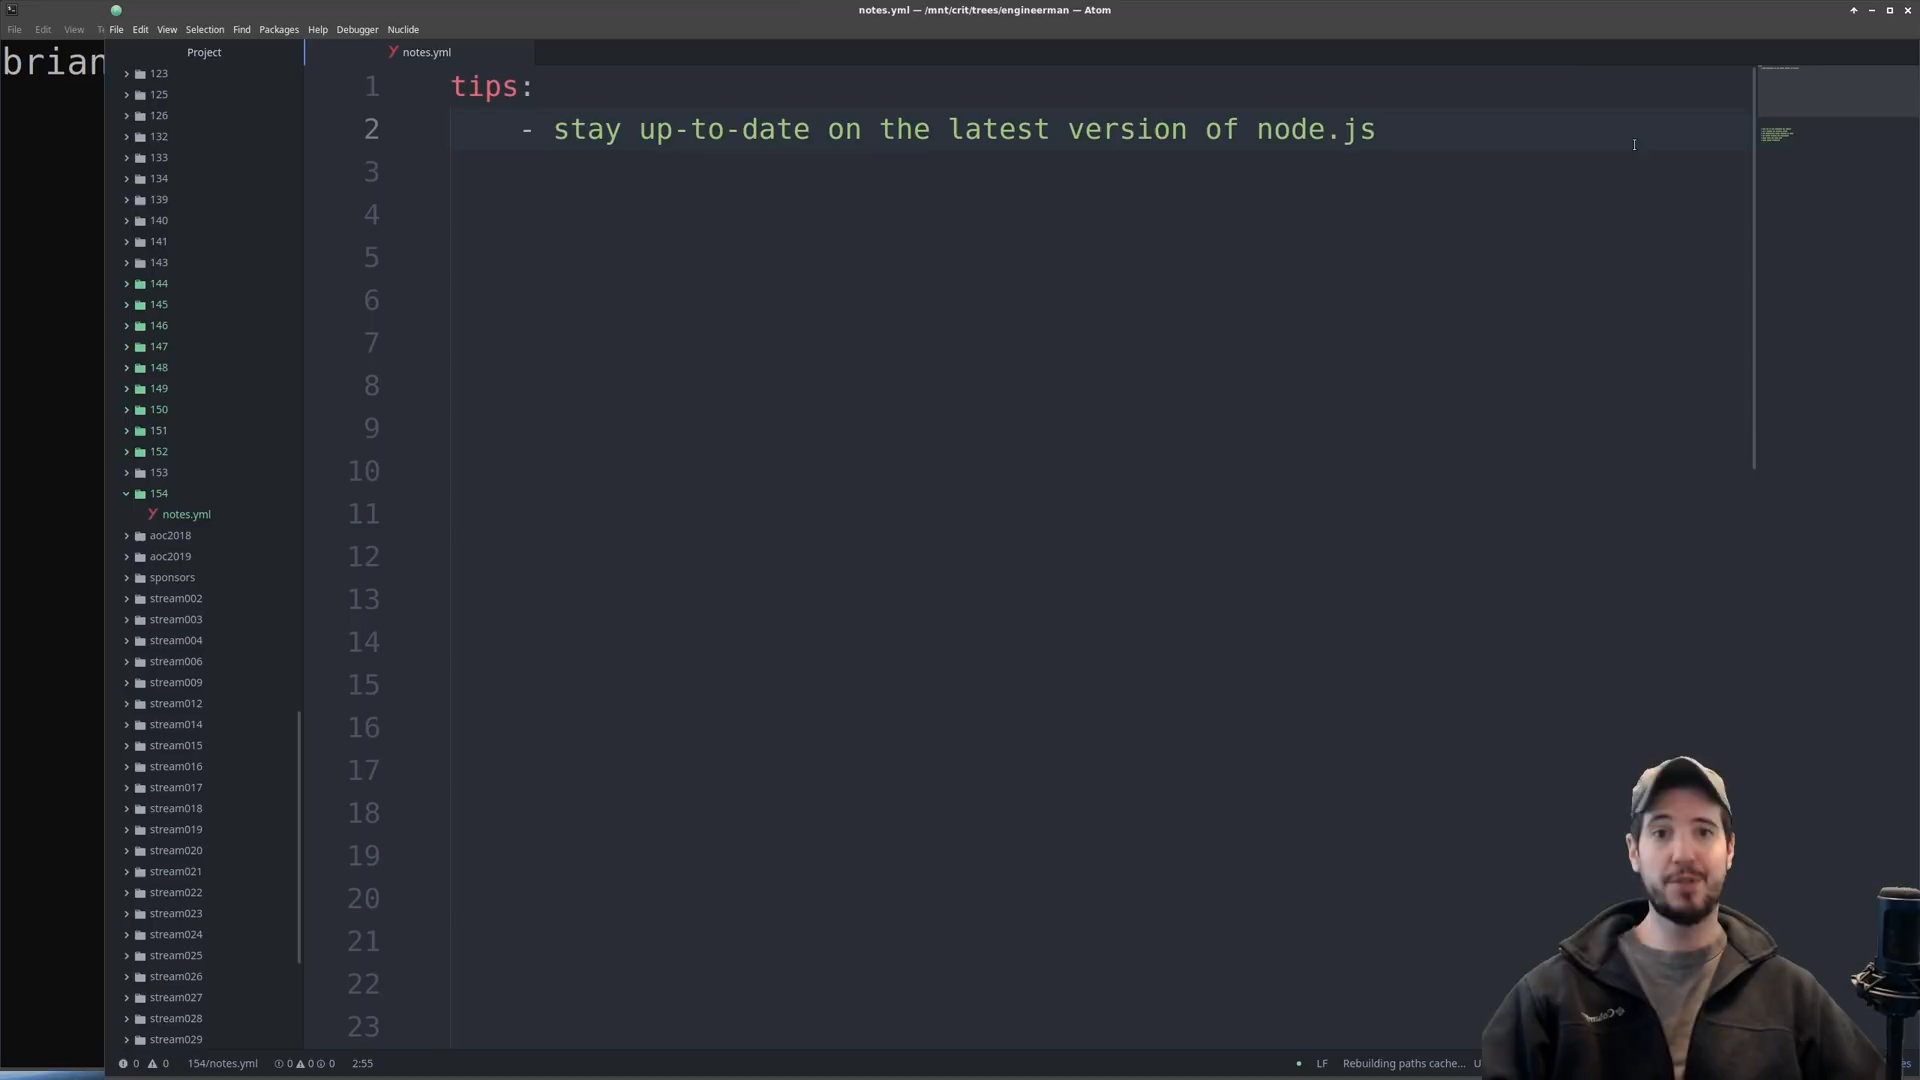 notes.yml — /mnt/crit/trees/engineerman — Atom
File Edit View
File Edit View Selection Find Packages Help Debugger Nuclide
brian
Project
notes.yml
123
125
126
132
133
134
139
140
141
143
144
145
146
147
148
149
150
151
152
153
154
notes.yml
aoc2018
aoc2019
sponsors
stream002
stream003
stream004
stream006
stream009
stream012
stream014
stream015
stream016
stream017
stream018
stream019
stream020
stream021
stream022
stream023
stream024
stream025
stream026
stream027
stream028
stream029
1 tips:
2 - stay up-to-date on the latest version of node.js
3
4
5
6
7
8
9
10
11
12
13
14
15
16
17
18
19
20
21
22
23
Columbia
0 0 154/notes.yml 0 0 0 2:55 LF Rebuilding paths cache...